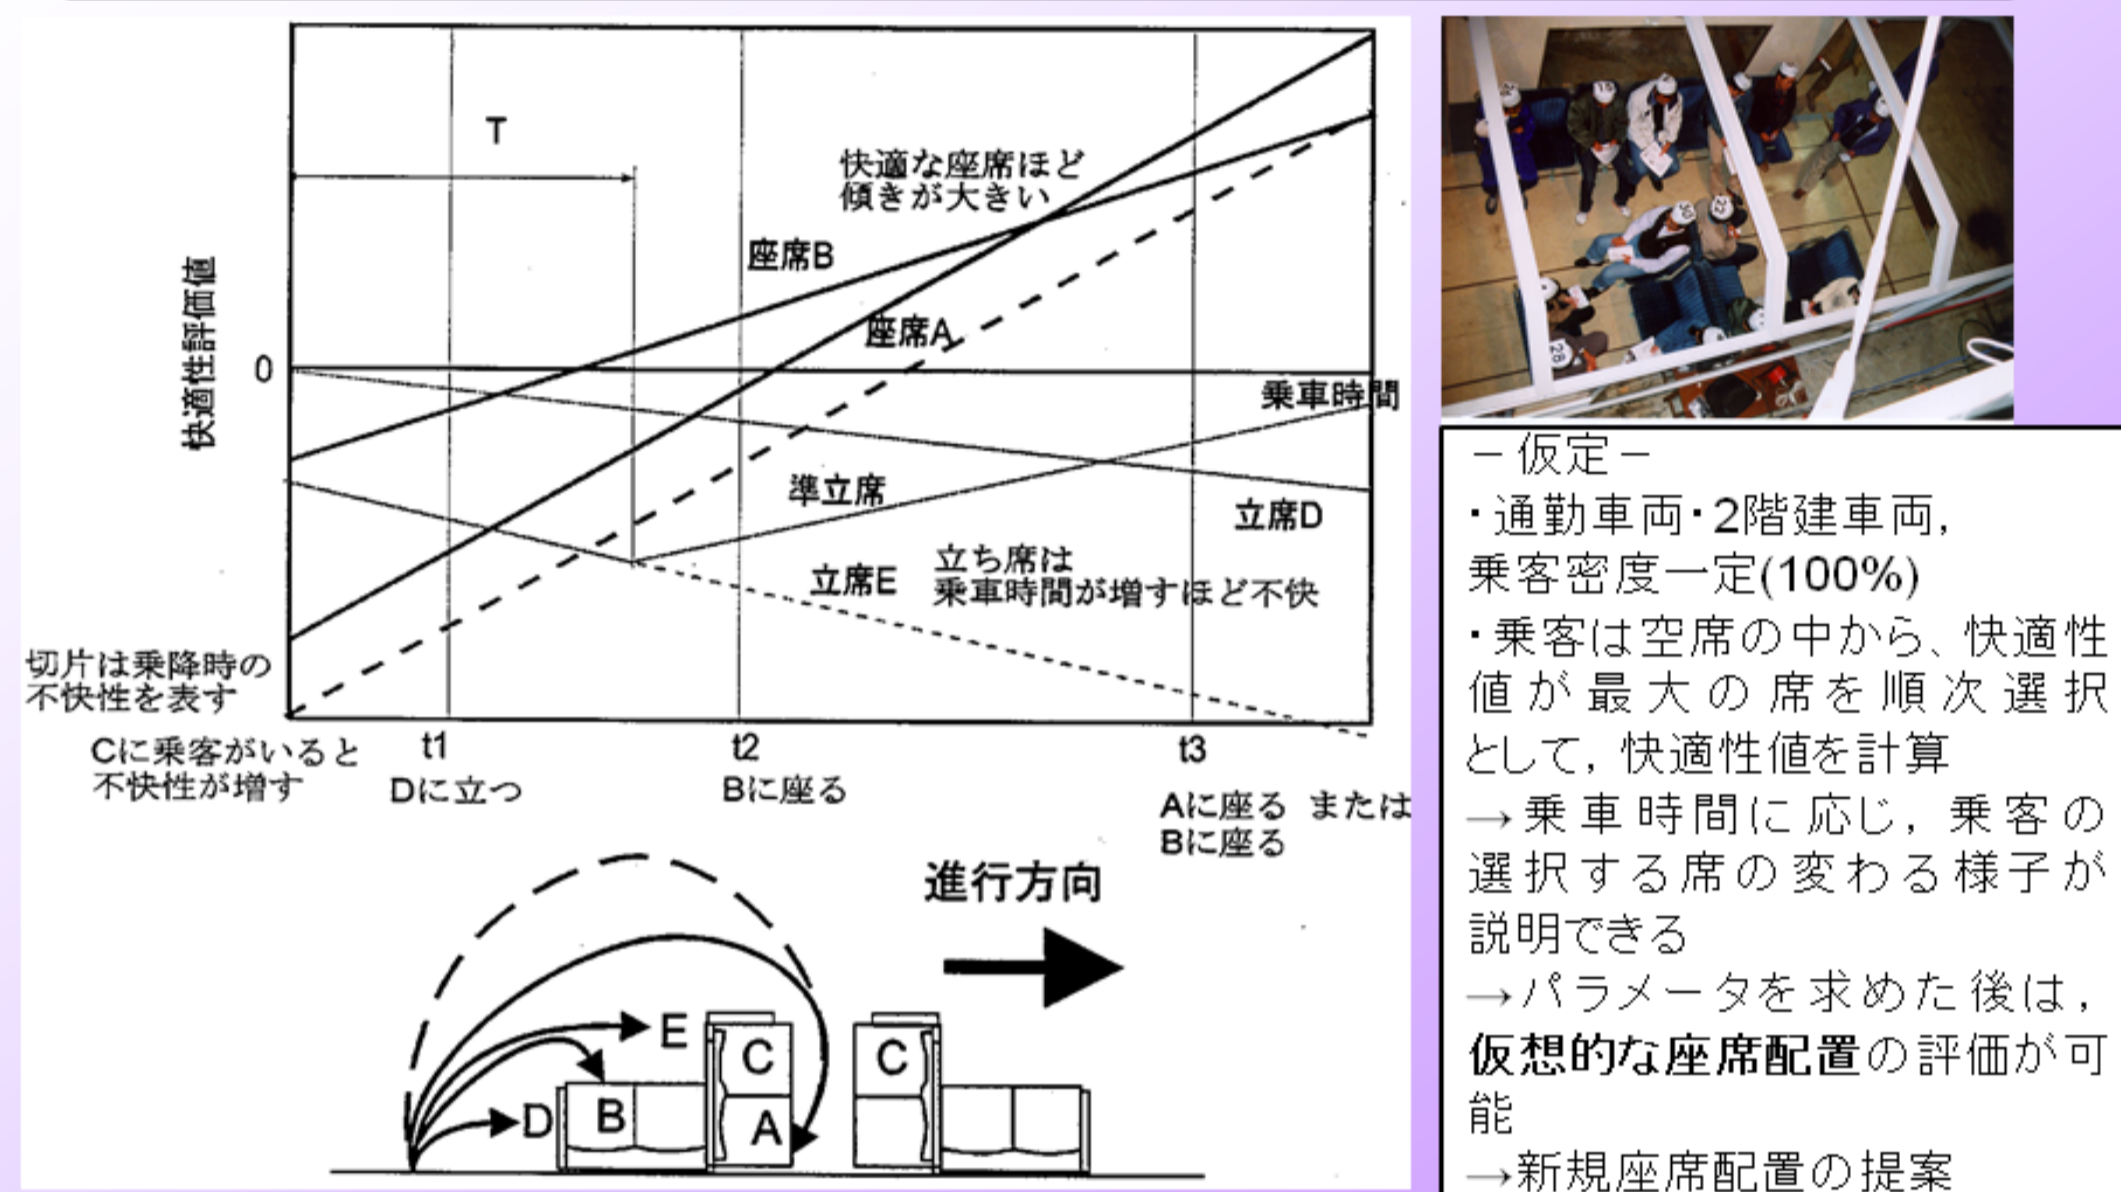 T
快適な座席ほど
傾きが大きい
座席B
座席A
快適性評価値
0
乗車時間
準立席
立席D
立席E
立ち席は
乗車時間が増すほど不快
切片は乗降時の
不快性を表す
Cに乗客がいると
不快性が増す
t1
Dに立つ
t2
Bに座る
t3
Aに座る または
Bに座る
進行方向
E
C
C
D
B
A
－仮定－
・通勤車両・2階建車両,
乗客密度一定(100%)
・乗客は空席の中から、快適性
値が最大の席を順次選択
として，快適性値を計算
→乗車時間に応じ，乗客の
選択する席の変わる様子が
説明できる
→パラメータを求めた後は，
仮想的な座席配置の評価が可
能
→新規座席配置の提案
28